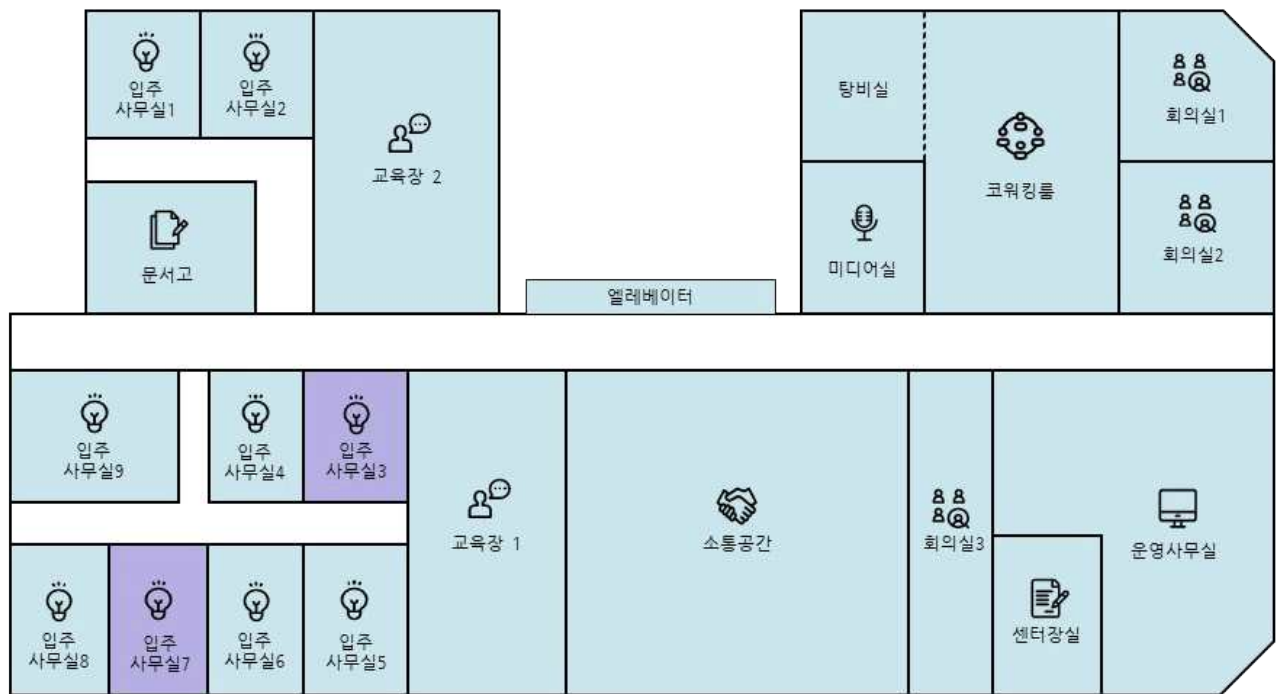 입주
사무실1
입주
사무실2
교육장 2
문서고
탕비실
코워킹룸
회의실1
미디어실
회의실2
엘레베이터
입주
사무실9
입주
사무실4
입주
사무실3
교육장 1
소통공간
회의실3
운영사무실
입주
사무실8
입주
사무실7
입주
사무실6
입주
사무실5
센터장실